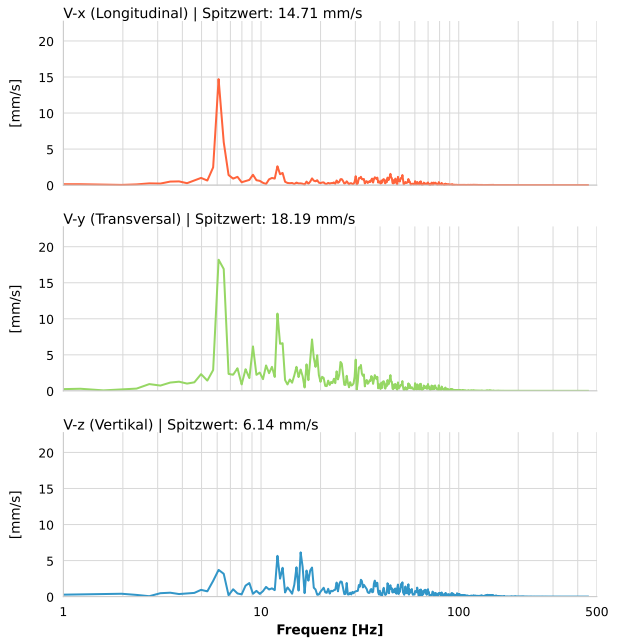 V-x (Longitudinal) | Spitzwert: 14.71 mm/s
20
15
10
5
0
[mm/s]
V-y (Transversal) | Spitzwert: 18.19 mm/s
20
15
10
5
0
[mm/s]
V-z (Vertikal) | Spitzwert: 6.14 mm/s
20
15
10
5
0
[mm/s]
1 10 100 500
Frequenz [Hz]